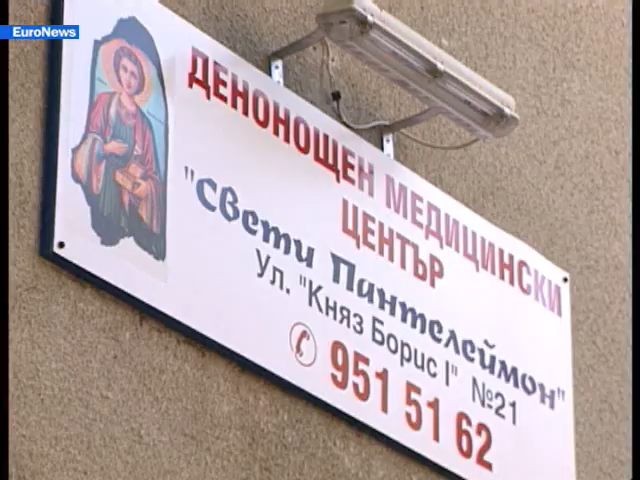 EuroNews
ДЕНОНОЩЕН МЕДИЦИНСКИ
ЦЕНТЪР
"Свети Пантелеймон"
Ул. "Княз Борис I" №21
951 51 62